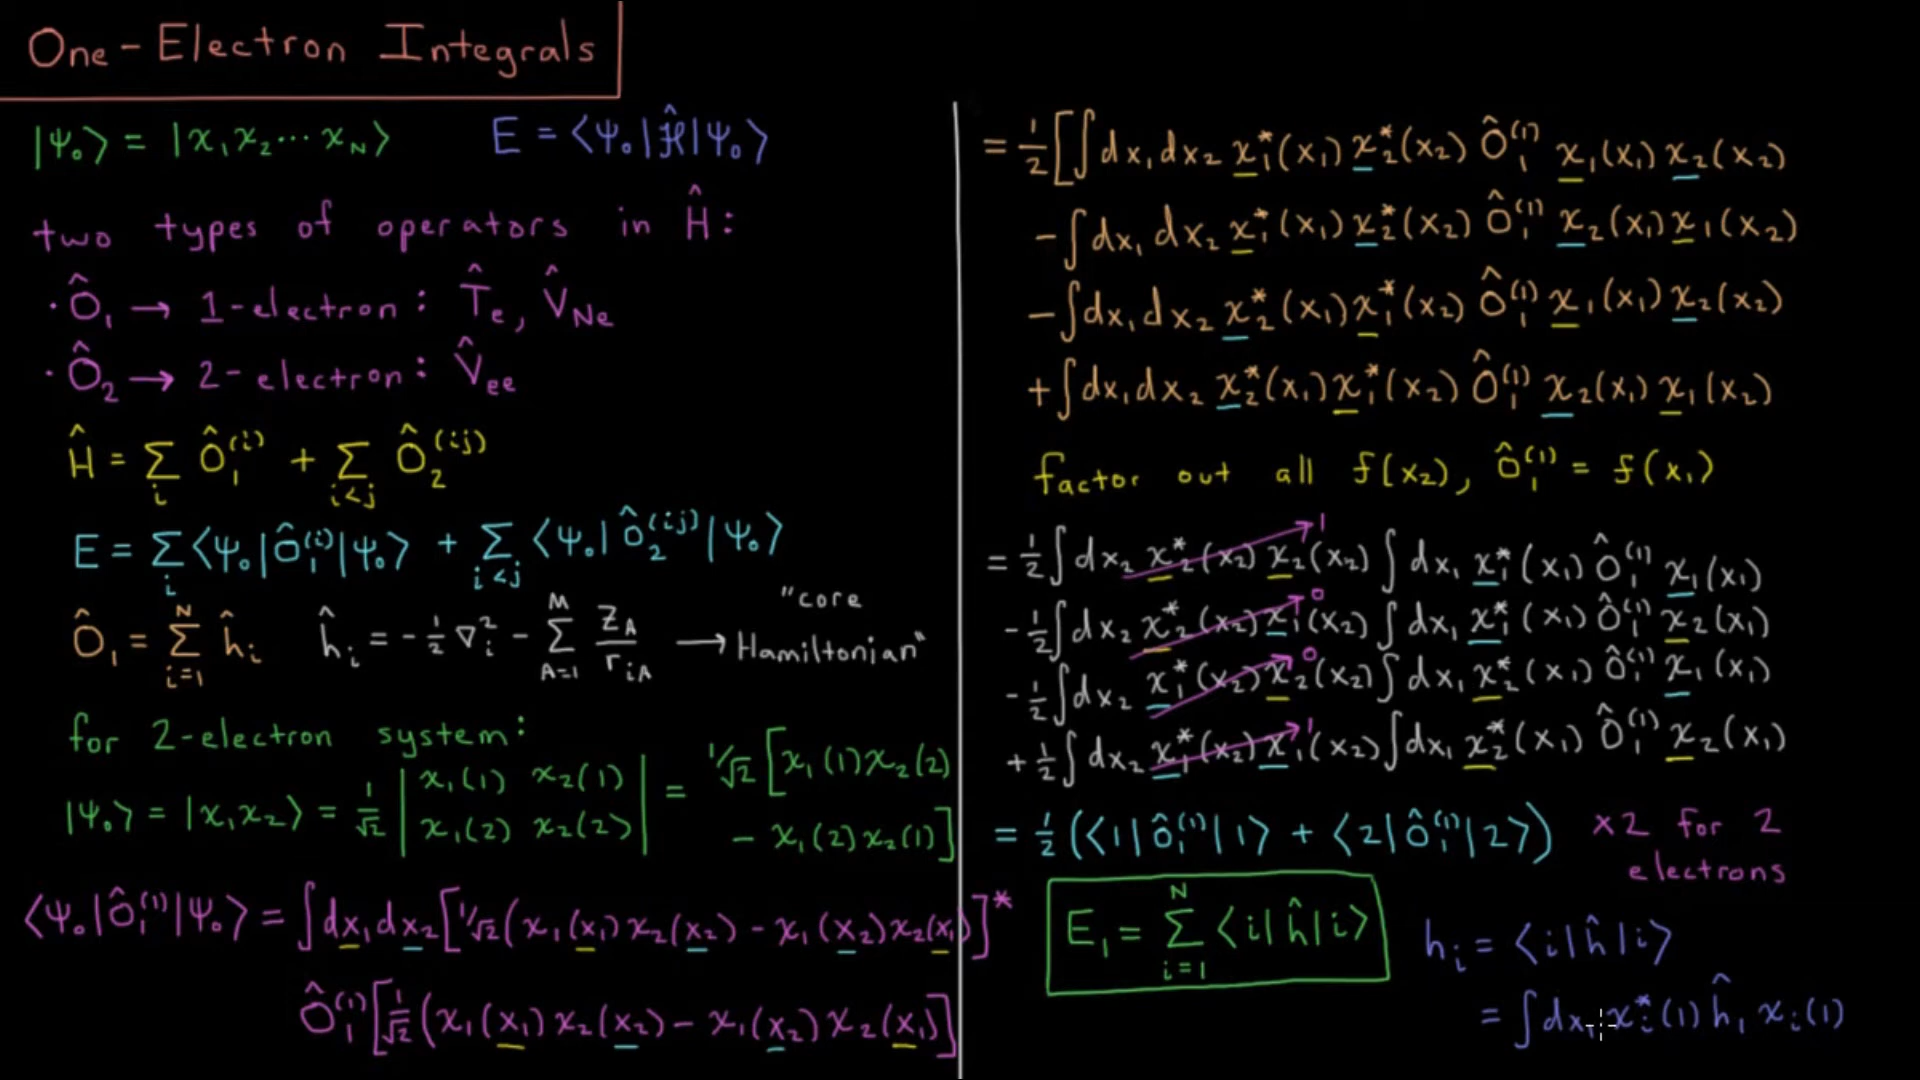 One-Electron Integrals
|Ψ₀⟩ = |χ₁χ₂⋯χ_N⟩ E = ⟨Ψ₀|Ĥ|Ψ₀⟩
two types of operators in Ĥ:
· Ô₁ → 1-electron: T̂ₑ, V̂_Ne
· Ô₂ → 2-electron: V̂ₑₑ
Ĥ = ∑_i Ô₁^(i) + ∑_{i<j} Ô₂^(ij)
E = ∑_i ⟨Ψ₀|Ô₁^(i)|Ψ₀⟩ + ∑_{i<j} ⟨Ψ₀|Ô₂^(ij)|Ψ₀⟩
Ô₁ = ∑_{i=1}^N ĥ_i ĥ_i = -½ ∇_i² - ∑_{A=1}^M Z_A / r_iA → "core
Hamiltonian"
for 2-electron system:
|Ψ₀⟩ = |χ₁χ₂⟩ = 1/√2 | χ₁(1) χ₂(1) | = 1/√2 [χ₁(1)χ₂(2)
| χ₁(2) χ₂(2) | - χ₁(2)χ₂(1)]
⟨Ψ₀|Ô₁^(1)|Ψ₀⟩ = ∫dx₁dx₂ [1/√2 (χ₁(x₁)χ₂(x₂) - χ₁(x₂)χ₂(x₁)]*
Ô₁^(1) [1/√2 (χ₁(x₁)χ₂(x₂) - χ₁(x₂)χ₂(x₁)]
= ½ [∫dx₁dx₂ χ₁*(x₁)χ₂*(x₂) Ô₁^(1) χ₁(x₁)χ₂(x₂)
- ∫dx₁dx₂ χ₁*(x₁)χ₂*(x₂) Ô₁^(1) χ₂(x₁)χ₁(x₂)
- ∫dx₁dx₂ χ₂*(x₁)χ₁*(x₂) Ô₁^(1) χ₁(x₁)χ₂(x₂)
+ ∫dx₁dx₂ χ₂*(x₁)χ₁*(x₂) Ô₁^(1) χ₂(x₁)χ₁(x₂)
factor out all f(x₂), Ô₁^(1) = f(x₁)
= ½ ∫dx₂ χ₂*(x₂)χ₂(x₂) 1 ∫dx₁ χ₁*(x₁) Ô₁^(1) χ₁(x₁)
- ½ ∫dx₂ χ₂*(x₂)χ₁(x₂) 0 ∫dx₁ χ₁*(x₁) Ô₁^(1) χ₂(x₁)
- ½ ∫dx₂ χ₁*(x₂)χ₂(x₂) 0 ∫dx₁ χ₂*(x₁) Ô₁^(1) χ₁(x₁)
+ ½ ∫dx₂ χ₁*(x₂)χ₁(x₂) 1 ∫dx₁ χ₂*(x₁) Ô₁^(1) χ₂(x₁)
= ½ (⟨1|Ô₁^(1)|1⟩ + ⟨2|Ô₁^(1)|2⟩) x2 for 2
electrons
E₁ = ∑_{i=1}^N ⟨i|ĥ|i⟩
h_i = ⟨i|ĥ|i⟩
= ∫dx₁ χ_i*(1) ĥ₁ χ_i(1)